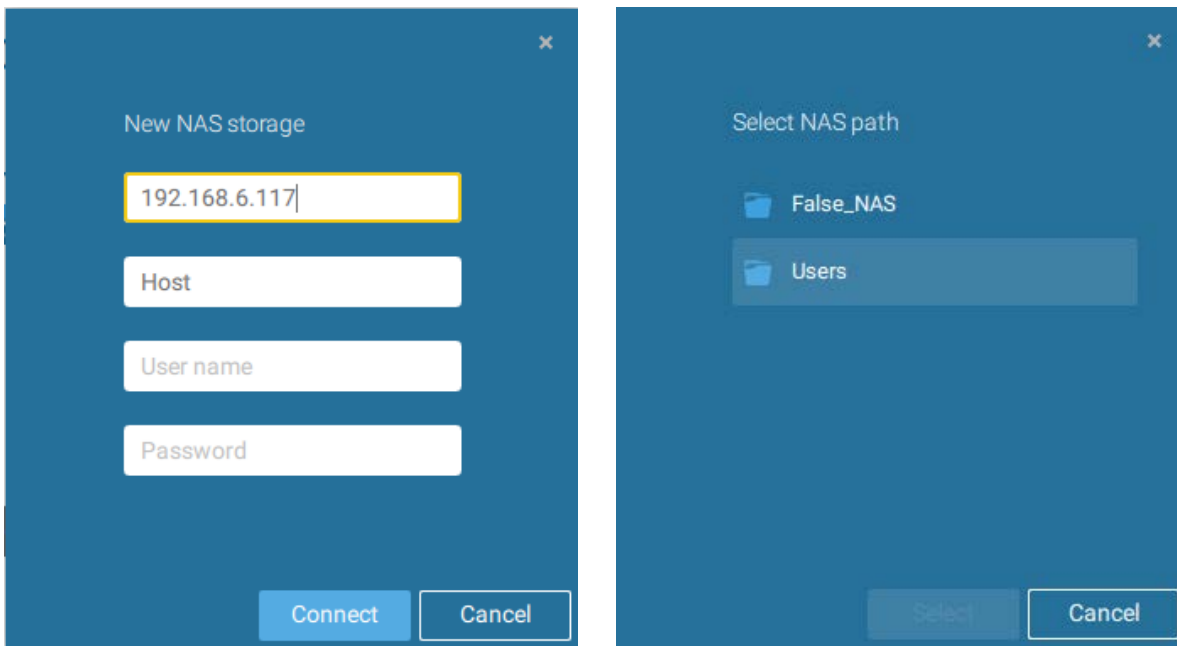 New NAS storage
192.168.6.117
Host
User name
Password
Connect
Cancel
Select NAS path
False_NAS
Users
Select
Cancel